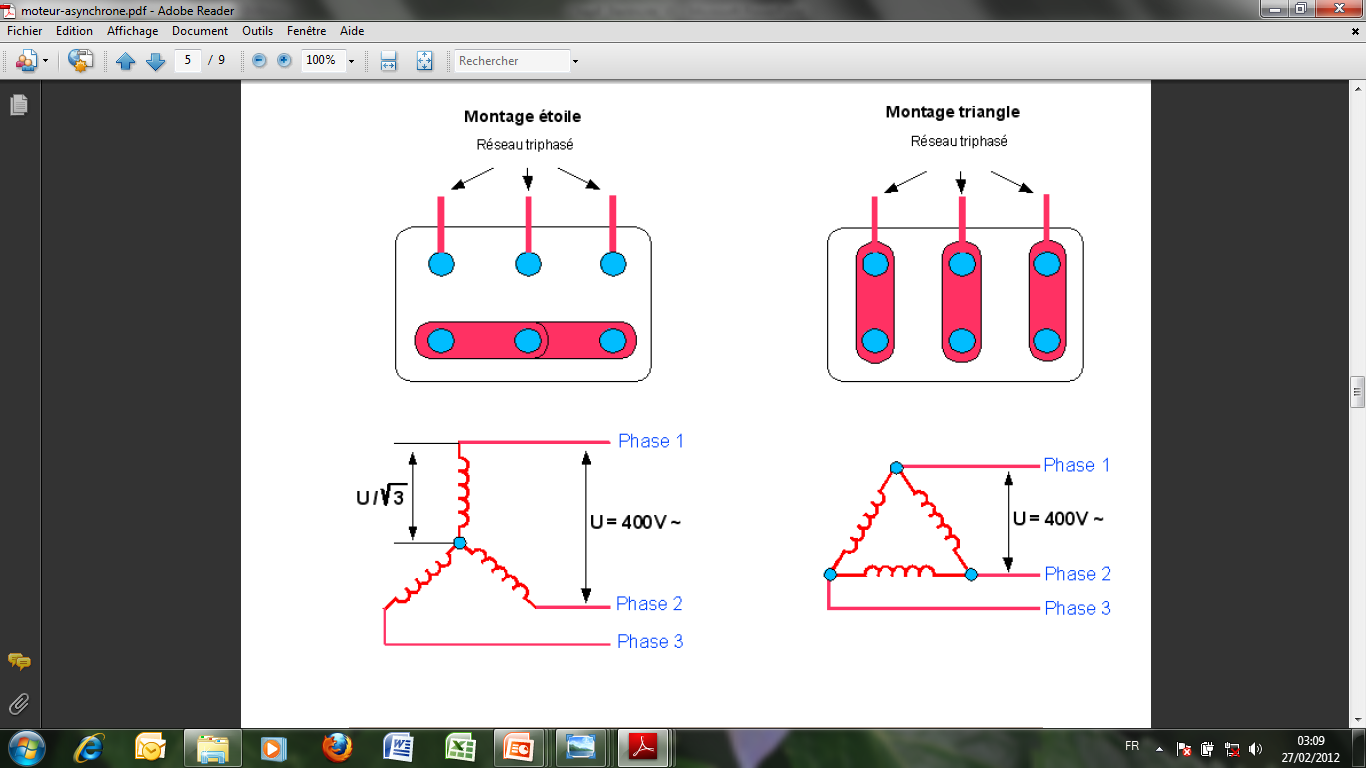 moteur-asynchrone.pdf - Adobe Reader
Fichier Edition Affichage Document Outils Fenêtre Aide
5 / 9 100% Rechercher
Montage étoile
Réseau triphasé
Montage triangle
Réseau triphasé
Phase 1
U/√3
U = 400V ~
Phase 2
Phase 3
Phase 1
U = 400V ~
Phase 2
Phase 3
FR
03:09
27/02/2012